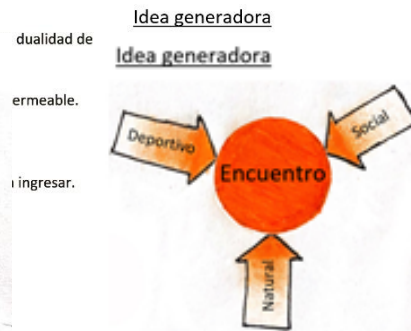 Idea generadora
dualidad de
Idea generadora
ermeable.
ingresar.
Deportivo
Social
Encuentro
Natural